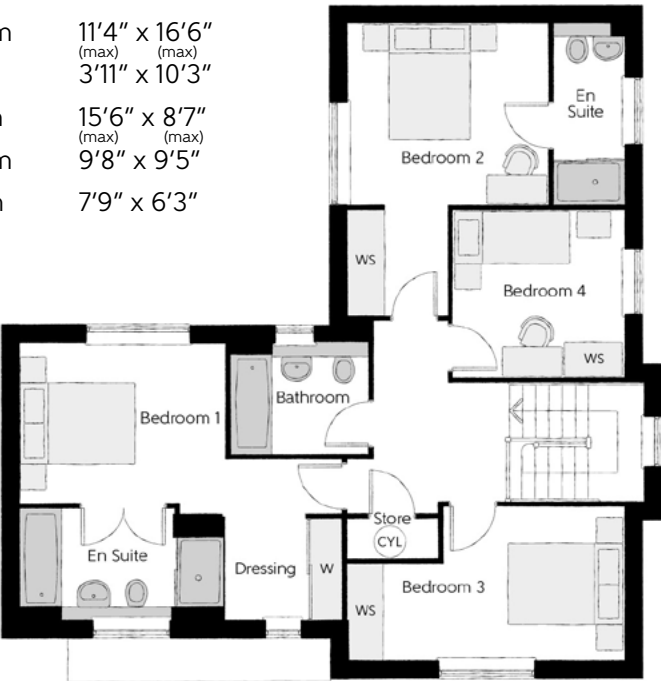 m 11'4" x 16'6"
(max) (max)
3'11" x 10'3"
15'6" x 8'7"
(max) (max)
m 9'8" x 9'5"
7'9" x 6'3"
En
Suite
Bedroom 2
WS
Bedroom 4
WS
Bathroom
Bedroom 1
Store
CYL
En Suite
Dressing
W
Bedroom 3
WS